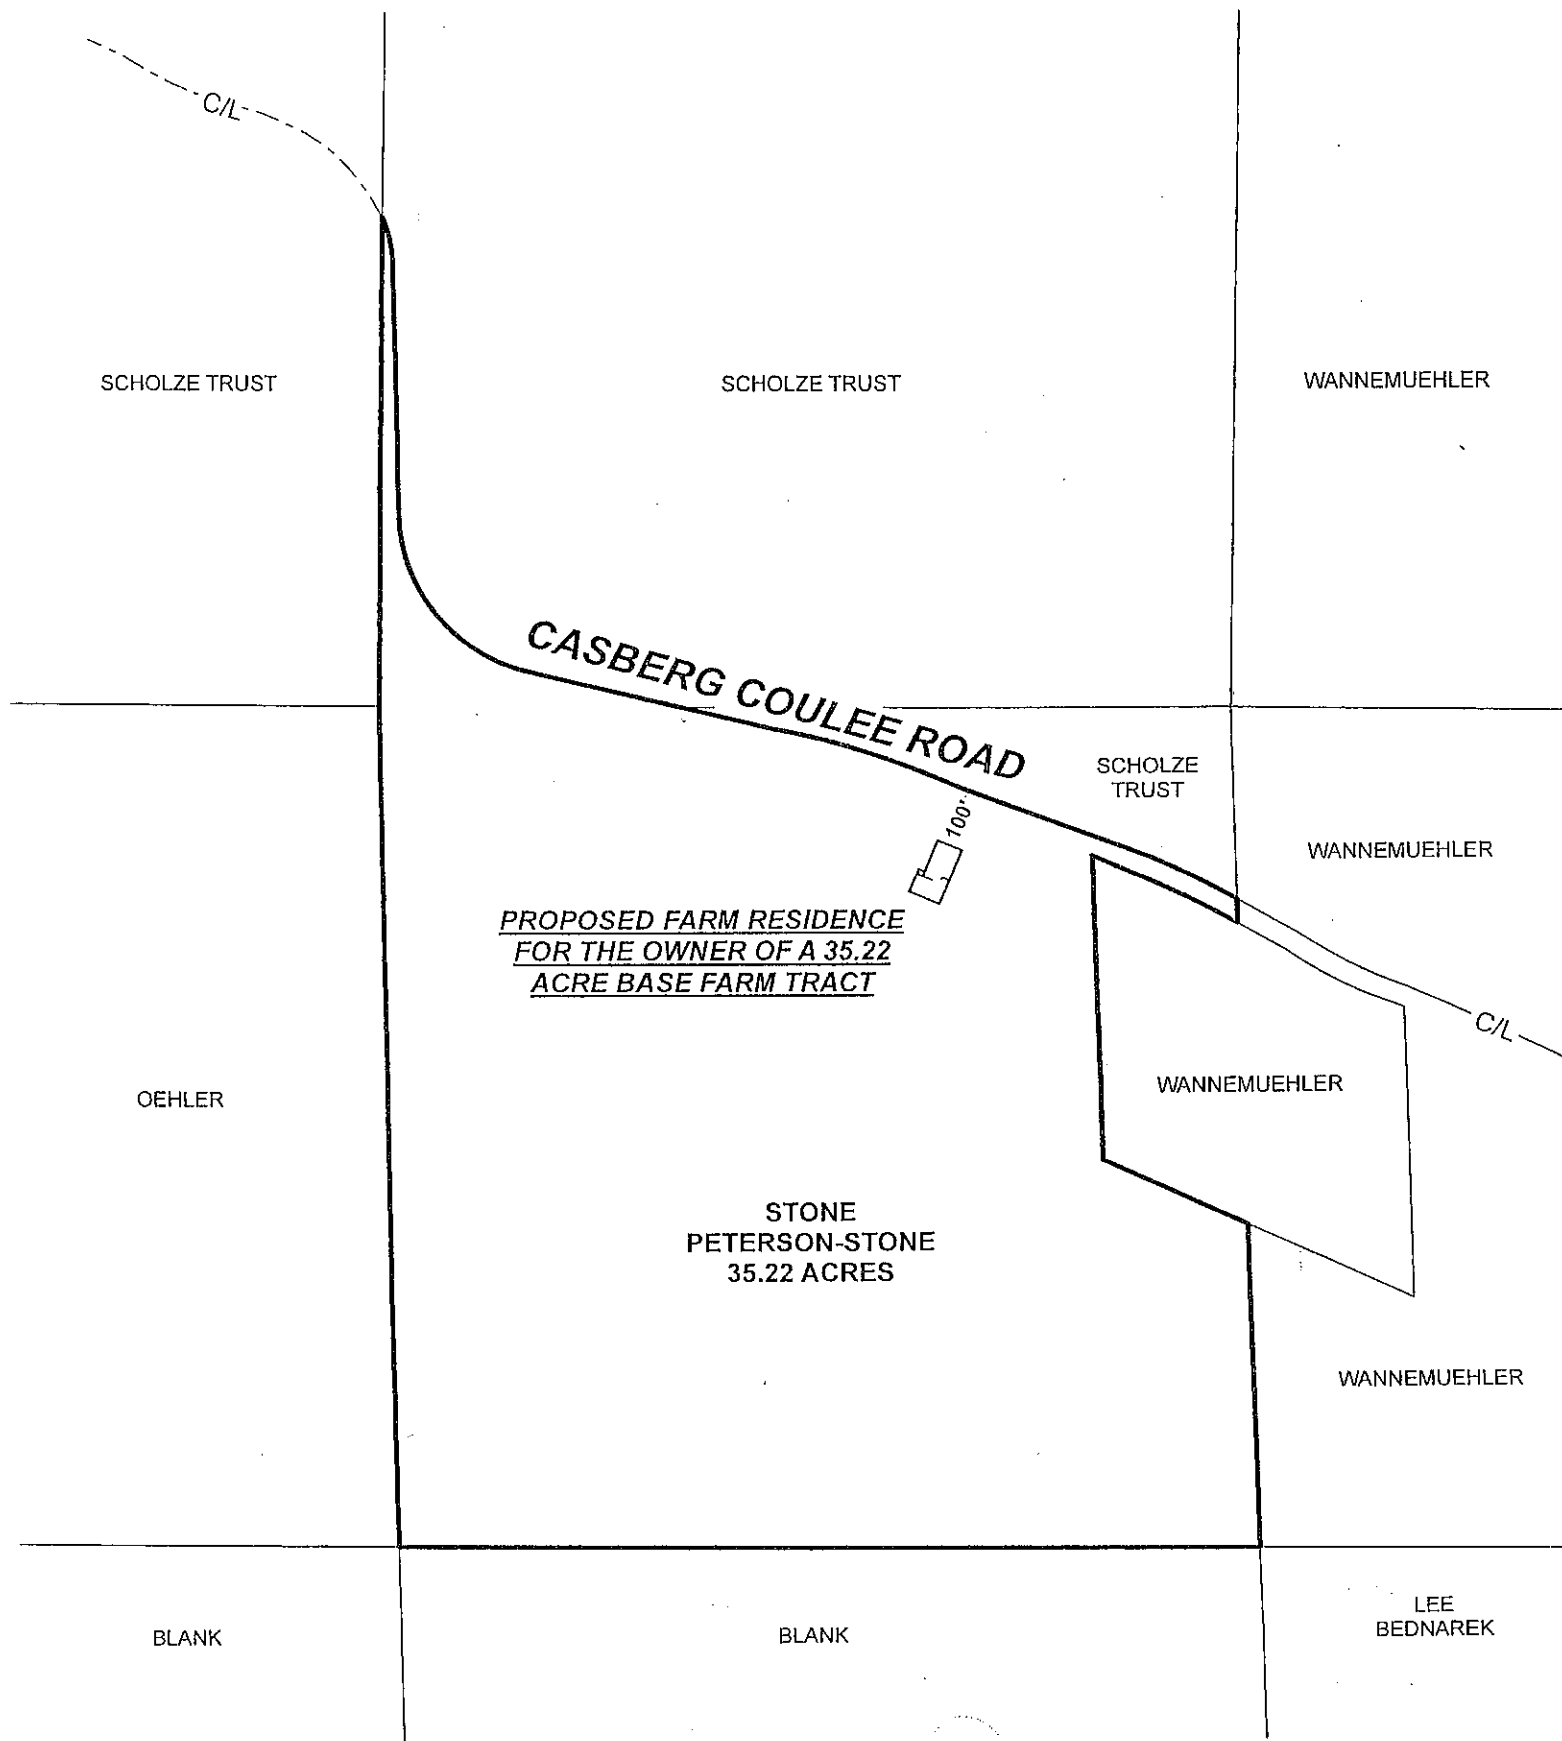 C/L
SCHOLZE TRUST
SCHOLZE TRUST
WANNEMUEHLER
CASBERG COULEE ROAD
SCHOLZE
TRUST
100'
WANNEMUEHLER
PROPOSED FARM RESIDENCE
FOR THE OWNER OF A 35.22
ACRE BASE FARM TRACT
C/L
WANNEMUEHLER
OEHLER
STONE
PETERSON-STONE
35.22 ACRES
WANNEMUEHLER
BLANK
BLANK
LEE
BEDNAREK